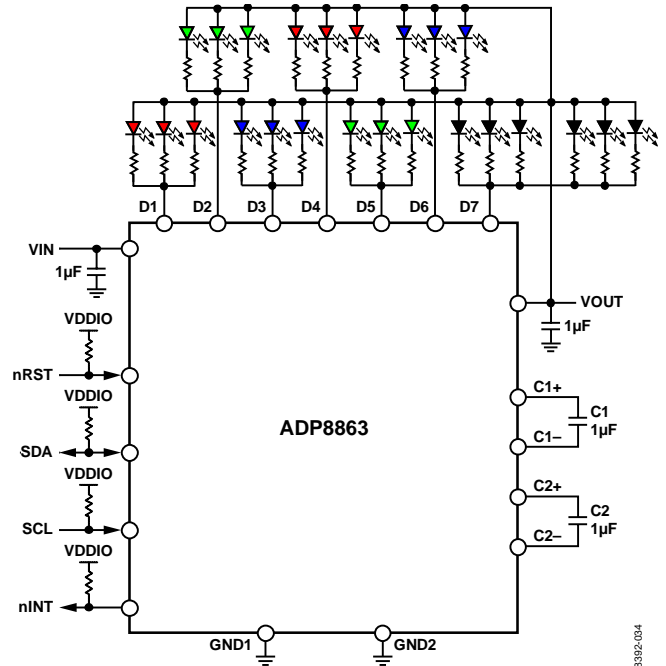 D1
D2
D3
D4
D5
D6
D7
VIN
1µF
VOUT
1µF
VDDIO
nRST
VDDIO
SDA
VDDIO
SCL
VDDIO
nINT
ADP8863
C1+
C1
1µF
C1–
C2+
C2
1µF
C2–
GND1
GND2
8392-034